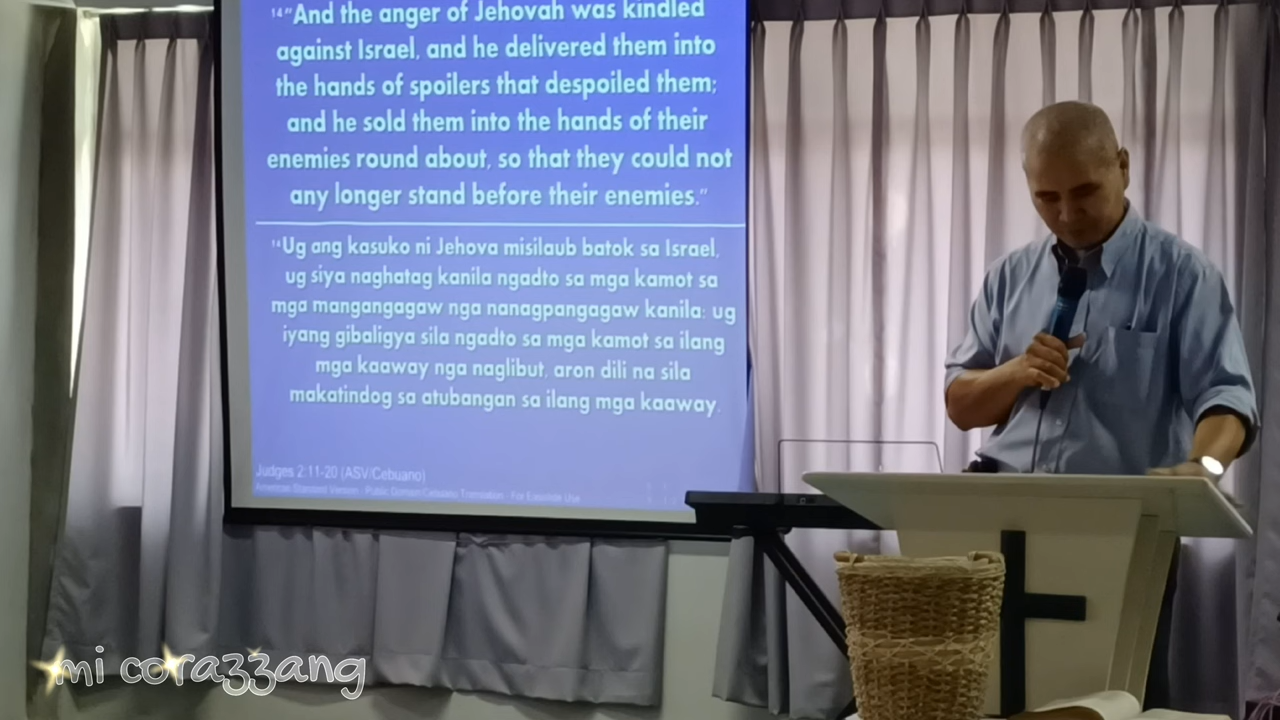 14"And the anger of Jehovah was kindled
against Israel, and he delivered them into
the hands of spoilers that despoiled them;
and he sold them into the hands of their
enemies round about, so that they could not
any longer stand before their enemies."
14Ug ang kasuko ni Jehova misilaub batok sa Israel,
ug siya naghatag kanila ngadto sa mga kamot sa
mga mangangagaw nga nanagpangagaw kanila: ug
iyang gibaligya sila ngadto sa mga kamot sa ilang
mga kaaway nga naglibut, aron dili na sila
makatindog sa atubangan sa ilang mga kaaway.
Judges 2:11-20 (ASV/Cebuano)
American Standard Version - Public Domain/Cebuano Translation - For Use
mi corazzang